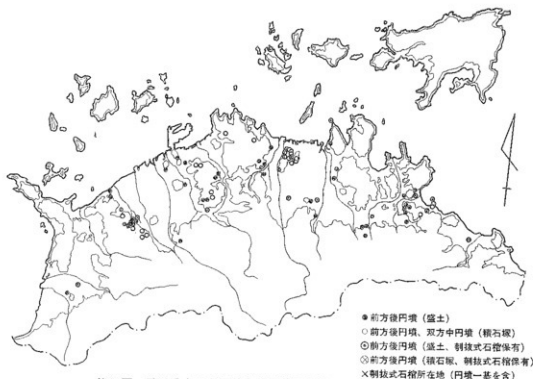 前方後円墳（盛土）
前方後円墳、双方中円墳（積石塚）
前方後円墳（盛土、刳抜式石棺保有）
前方後円墳（積石塚、刳抜式石棺保有）
刳抜式石棺所在地（円墳一基を含）